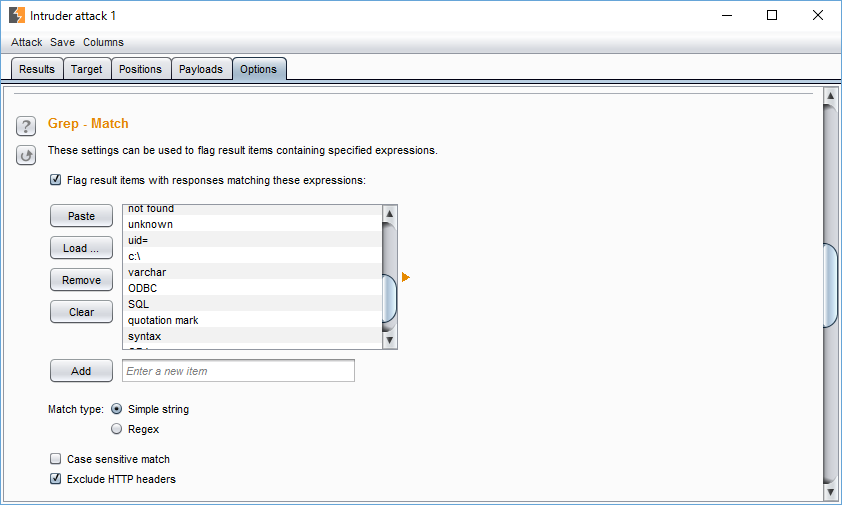 Intruder attack 1
Attack Save Columns
Results Target Positions Payloads Options
?
Grep - Match
These settings can be used to flag result items containing specified expressions.
Flag result items with responses matching these expressions:
Paste
Load ...
Remove
Clear
not found
unknown
uid=
c:\
varchar
ODBC
SQL
quotation mark
syntax
Add
Enter a new item
Match type: Simple string
Regex
Case sensitive match
Exclude HTTP headers